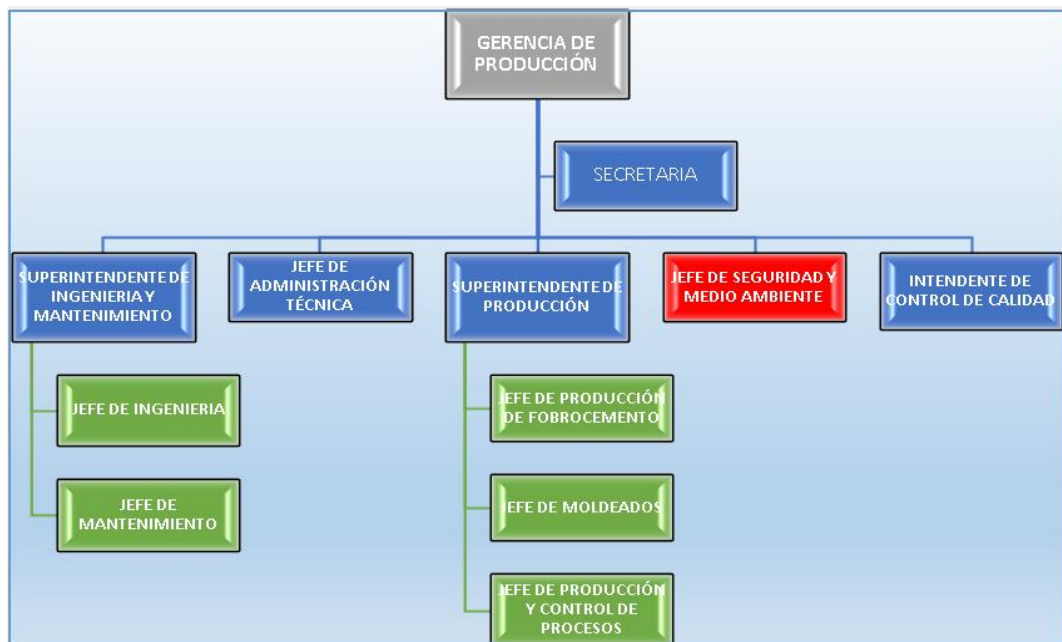 GERENCIA DE
PRODUCCIÓN
SECRETARIA
SUPERINTENDENTE DE
INGENIERIA Y
MANTENIMIENTO
JEFE DE
ADMINISTRACIÓN
TÉCNICA
SUPERINTENDENTE DE
PRODUCCIÓN
JEFE DE SEGURIDAD Y
MEDIO AMBIENTE
INTENDENTE DE
CONTROL DE CALIDAD
JEFE DE INGENIERIA
JEFE DE
MANTENIMIENTO
JEFE DE PRODUCCIÓN
DE FOBROCEMENTO
JEFE DE MOLDEADOS
JEFE DE PRODUCCIÓN
Y CONTROL DE
PROCESOS